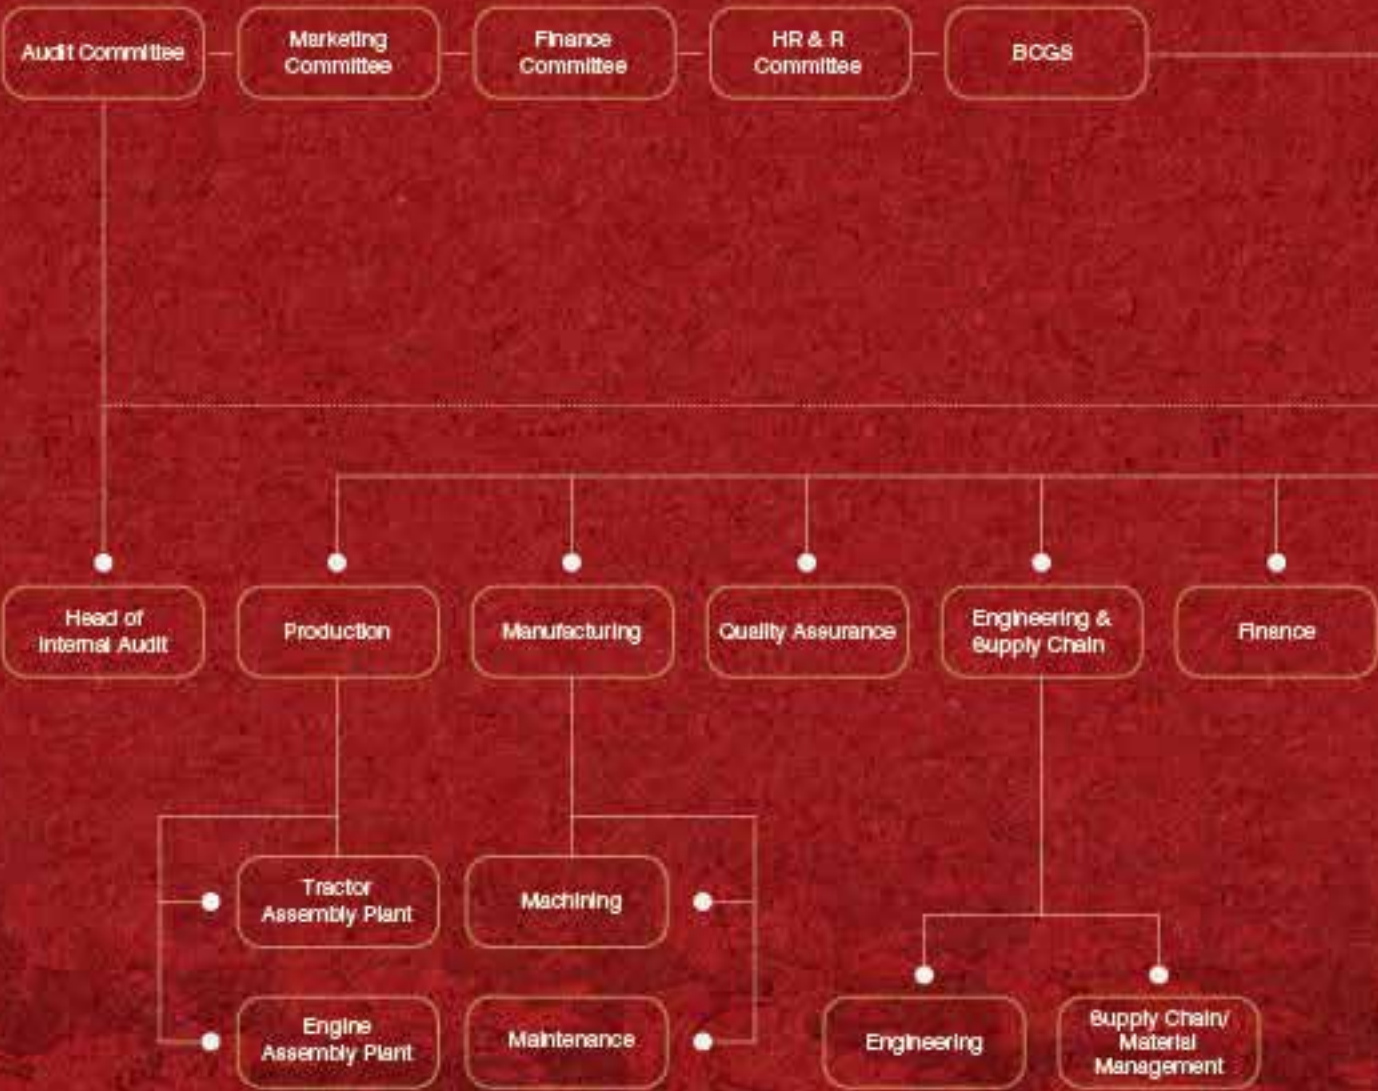 Audit Committee
Marketing
Committee
Finance
Committee
HR & R
Committee
BCGS
Head of
Internal Audit
Production
Manufacturing
Quality Assurance
Engineering &
Supply Chain
Finance
Tractor
Assembly Plant
Machining
Engine
Assembly Plant
Maintenance
Engineering
Supply Chain/
Material
Management